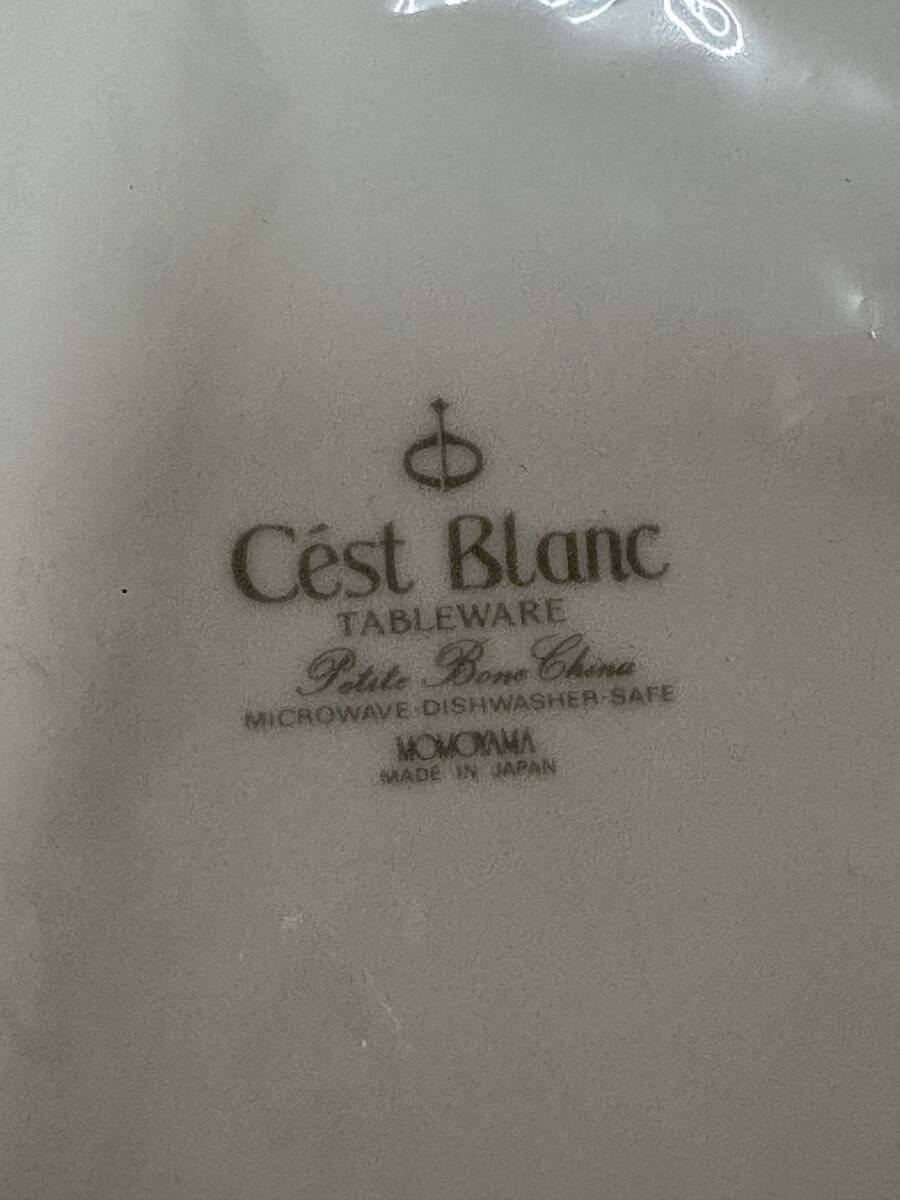 Cést Blanc
TABLEWARE
Petite Bone China
MICROWAVE·DISHWASHER·SAFE
MOMOYAMA
MADE IN JAPAN